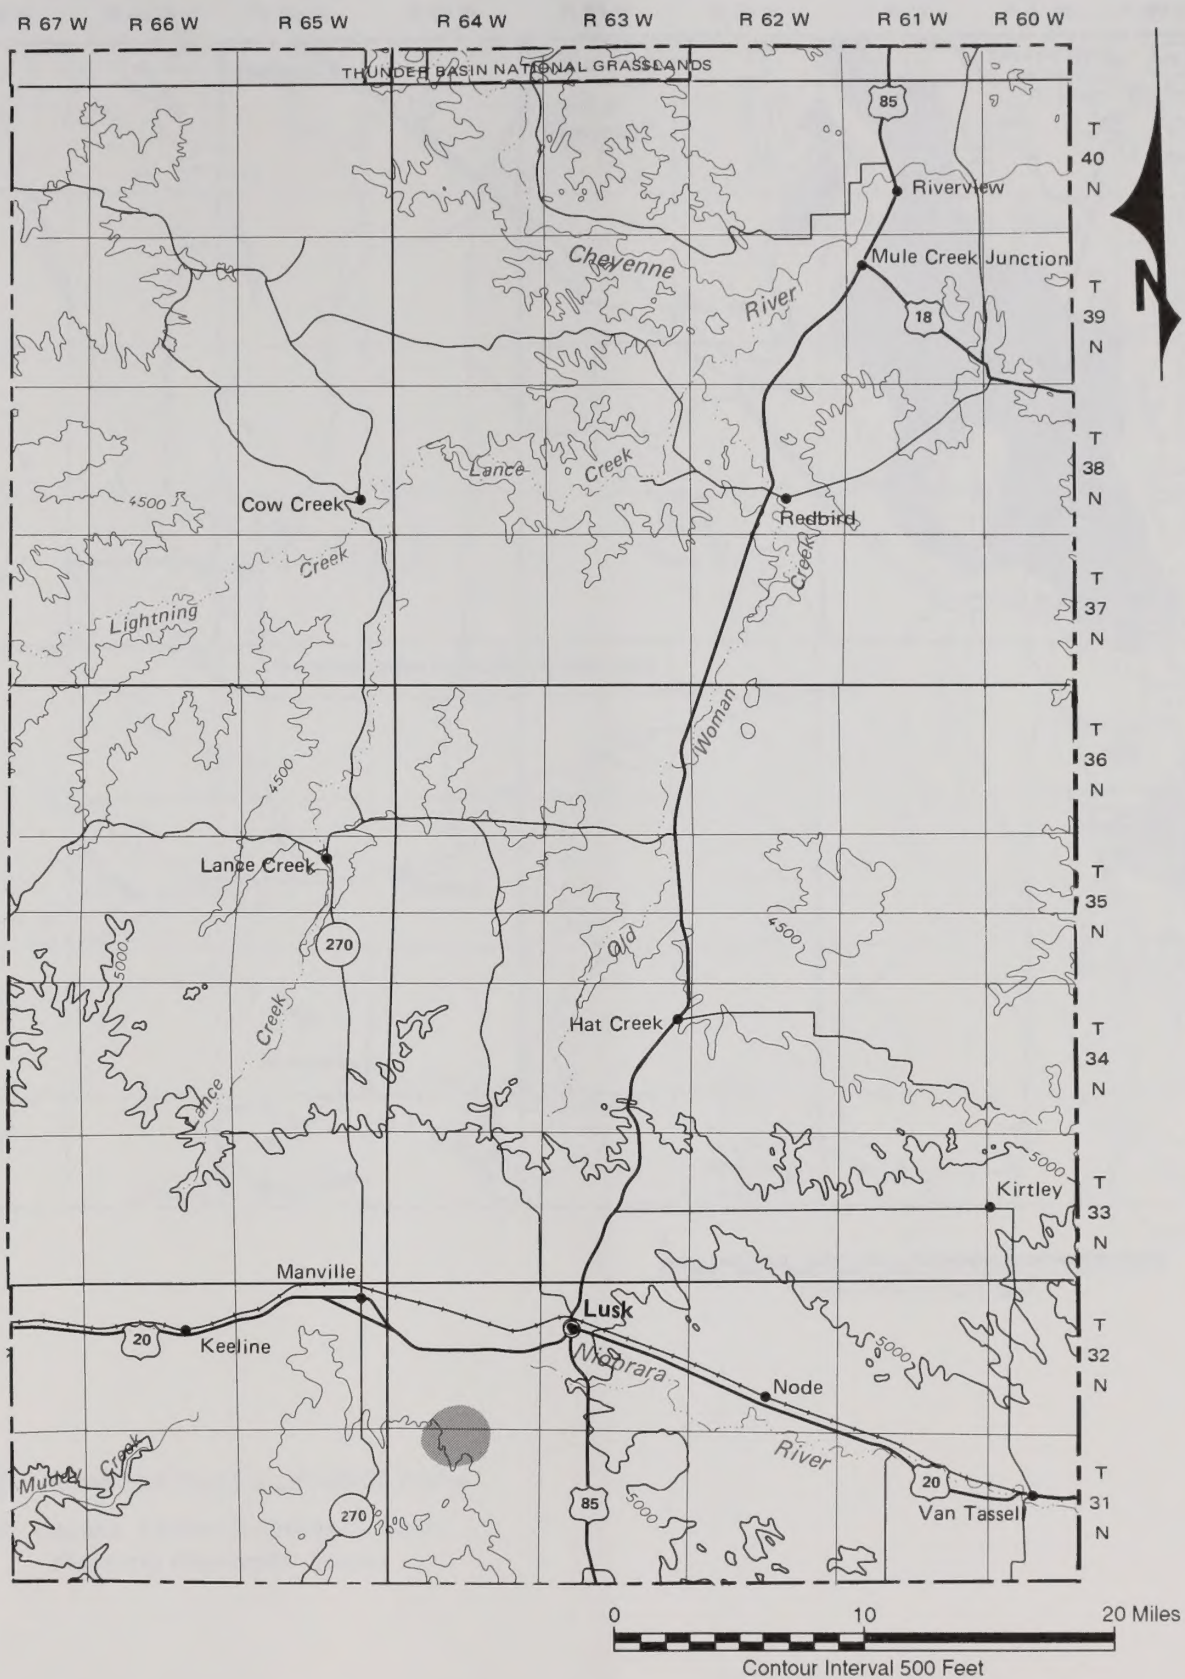 R 67 W R 66 W R 65 W R 64 W R 63 W R 62 W R 61 W R 60 W
THUNDER BASIN NATIONAL GRASSLANDS
85
T
40
N
Riverview
Cheyenne
River
Mule Creek Junction
18
T
39
N
Lance
Creek
T
38
N
4500
Cow Creek
Redbird
Creek
Creek
Lightning
T
37
N
Woman
4500
T
36
N
Lance Creek
T
35
N
4500
270
Old
5000
Creek
Hat Creek
T
34
N
Lance
5000
Kirtley
T
33
N
Manville
Lusk
20
Keeline
Niobrara
5000
T
32
N
Node
Muddy Creek
River
20
T
31
N
270
85
5000
Van Tassel
N
0 10 20 Miles
Contour Interval 500 Feet